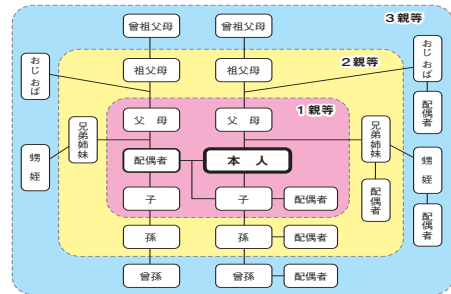 曾祖父母
曾祖父母
3親等
おじ・おば
祖父母
祖父母
2親等
おじ・おば
配偶者
1親等
父 母
父 母
兄弟姉妹
兄弟姉妹
甥 姪
配偶者
本 人
甥 姪
配偶者
子
子
配偶者
配偶者
孫
孫
配偶者
曾孫
曾孫
配偶者